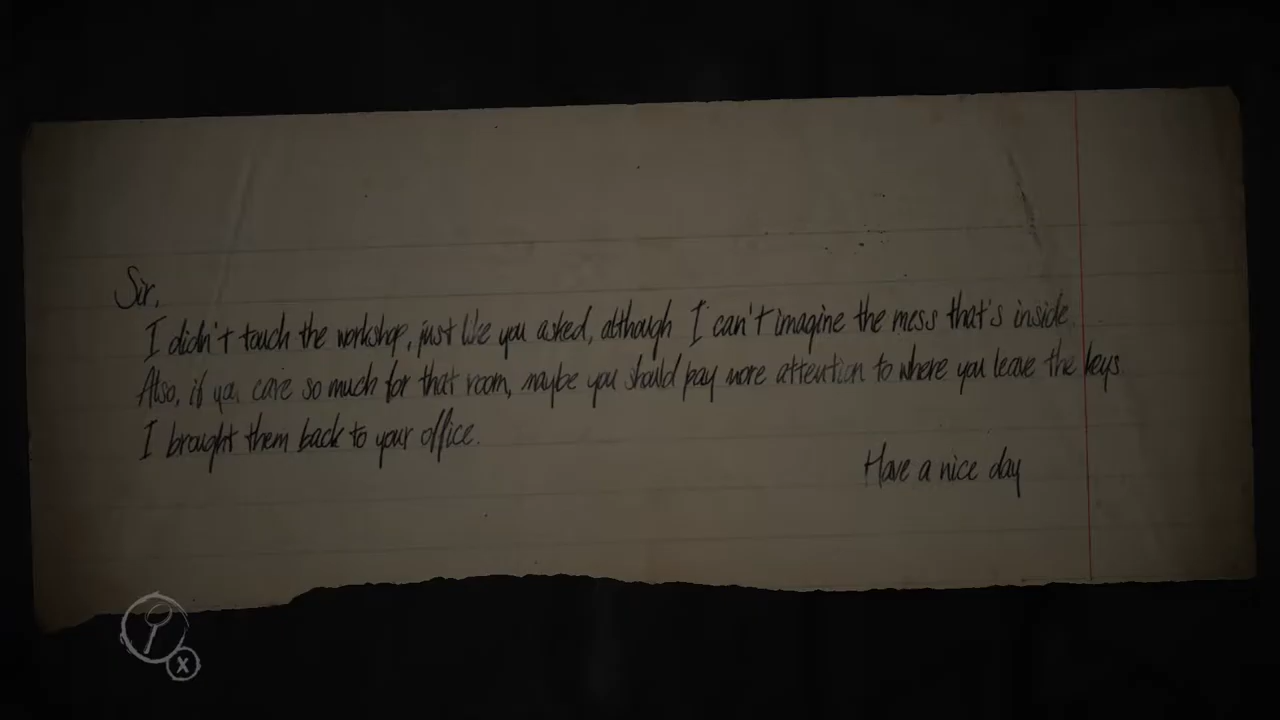 Sir,
I didn't touch the workshop, just like you asked, although I can't imagine the mess that's inside.
Also, if you care so much for that room, maybe you should pay more attention to where you leave the keys.
I brought them back to your office.
Have a nice day
X